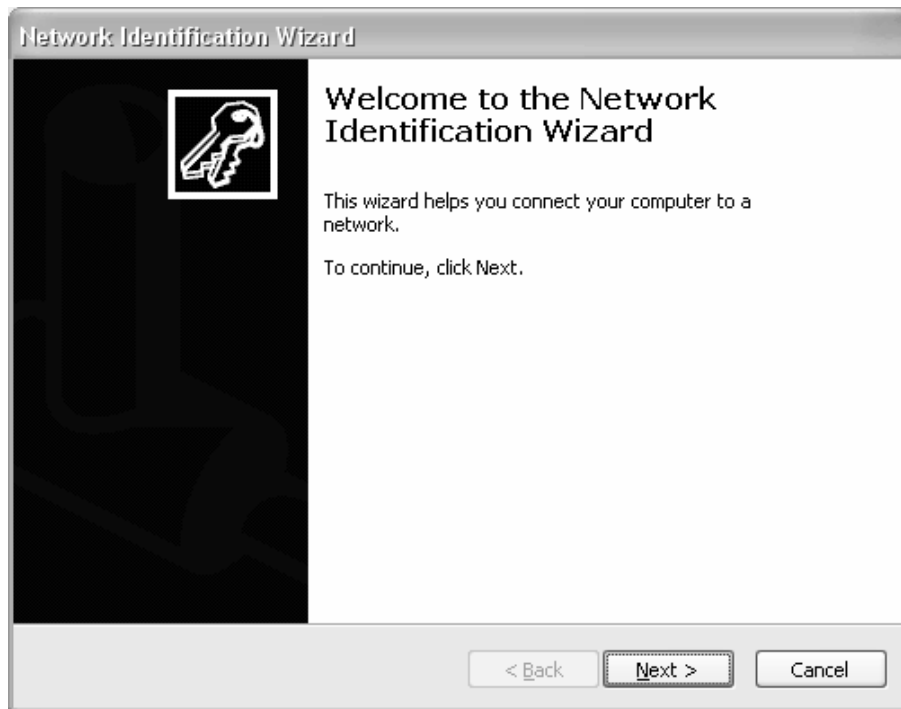 Network Identification Wizard
Welcome to the Network
Identification Wizard
This wizard helps you connect your computer to a
network.
To continue, click Next.
< Back
Next >
Cancel